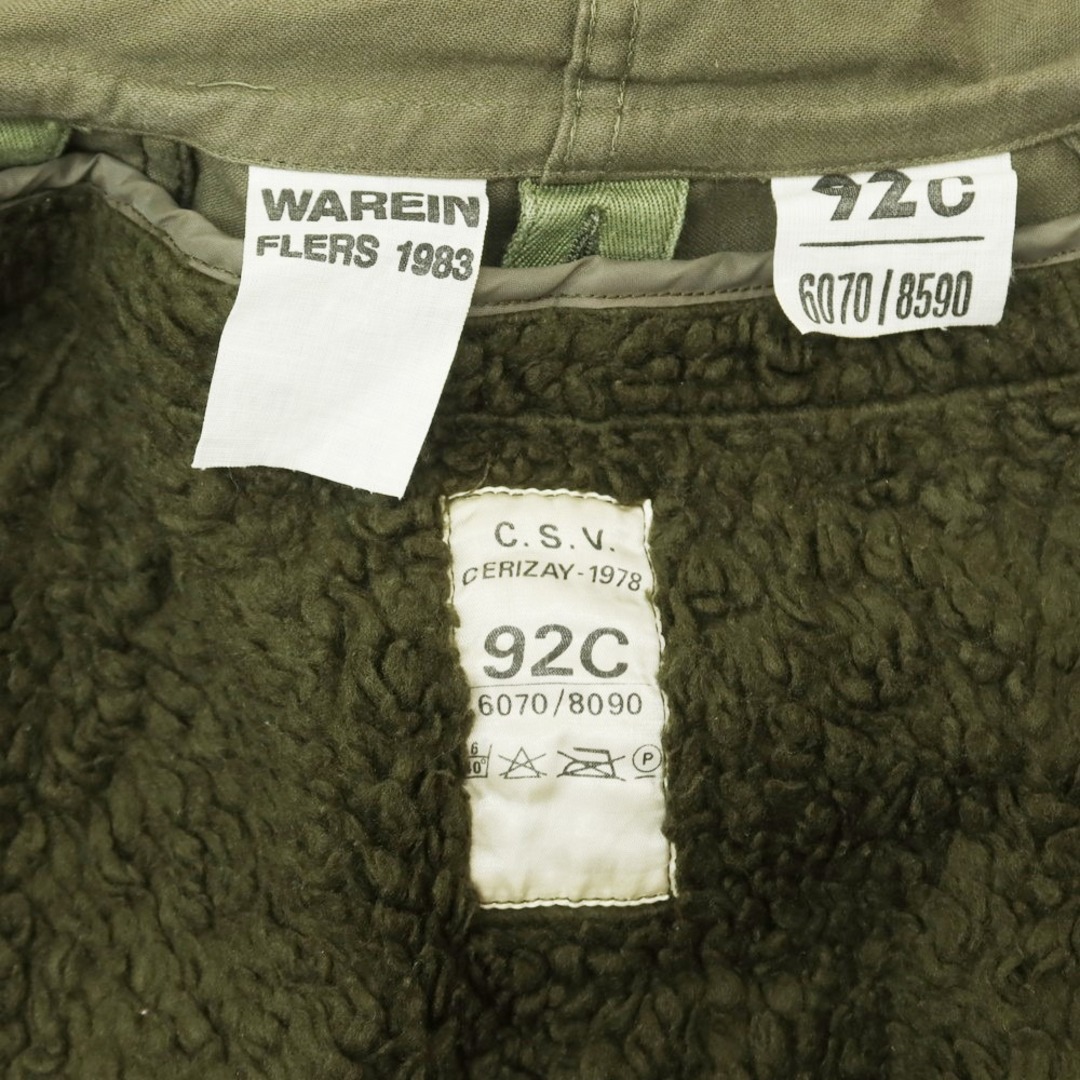 WAREIN
FLERS 1983
92C
6070/8590
C.S.V.
CERIZAY-1978
92C
6070/8090
P